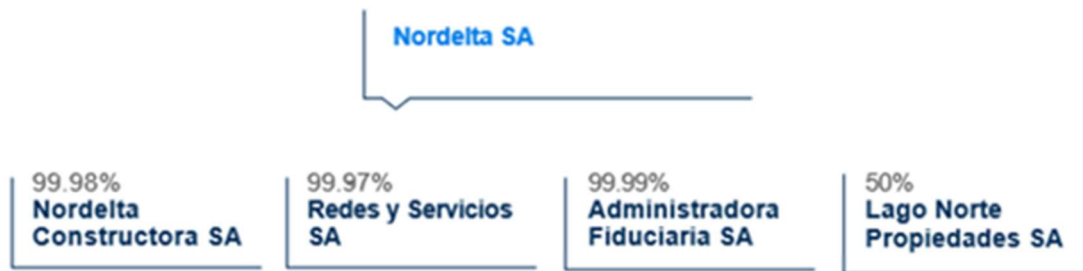 Nordelta SA
99.98%
Nordelta
Constructora SA
99.97%
Redes y Servicios
SA
99.99%
Administradora
Fiduciaria SA
50%
Lago Norte
Propiedades SA